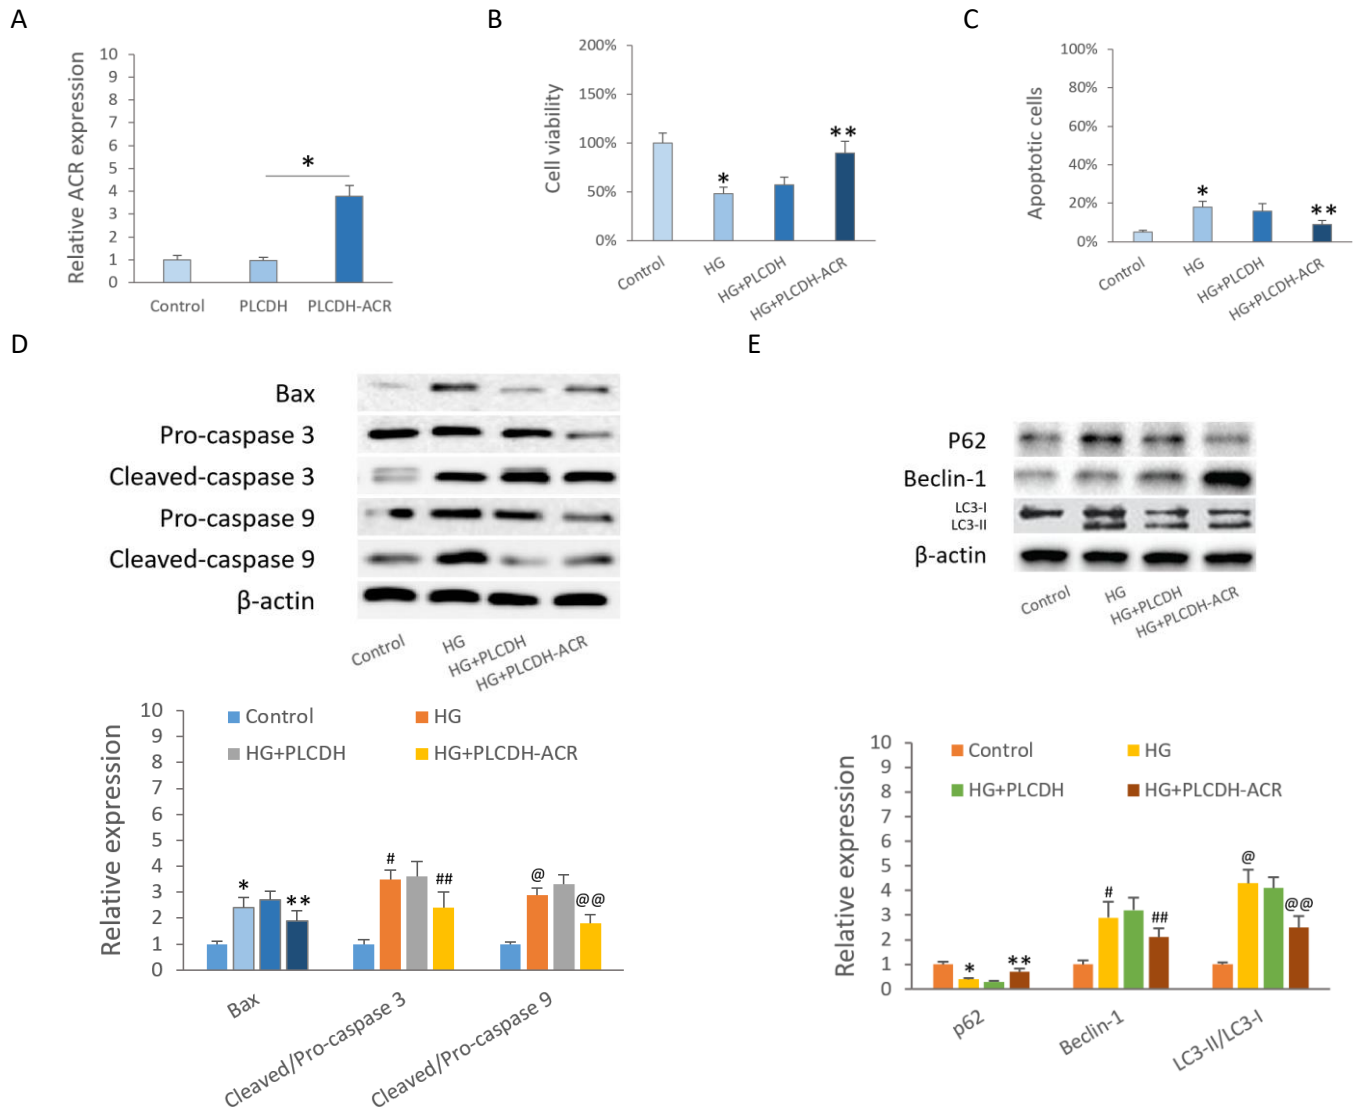 A
Relative ACR expression
10
9
8
7
6
5
4
3
2
1
0
*
Control
PLCDH
PLCDH-ACR
B
Cell viability
200%
150%
100%
50%
0%
*
**
Control
HG
HG+PLCDH
HG+PLCDH-ACR
C
Apoptotic cells
100%
80%
60%
40%
20%
0%
*
**
Control
HG
HG+PLCDH
HG+PLCDH-ACR
D
Bax
Pro-caspase 3
Cleaved-caspase 3
Pro-caspase 9
Cleaved-caspase 9
β-actin
Control
HG
HG+PLCDH
HG+PLCDH-ACR
Relative expression
10
9
8
7
6
5
4
3
2
1
0
Control
HG
HG+PLCDH
HG+PLCDH-ACR
*
**
#
##
@
@@
Bax
Cleaved/Pro-caspase 3
Cleaved/Pro-caspase 9
E
P62
Beclin-1
LC3-I
LC3-II
β-actin
Control
HG
HG+PLCDH
HG+PLCDH-ACR
Relative expression
10
9
8
7
6
5
4
3
2
1
0
Control
HG
HG+PLCDH
HG+PLCDH-ACR
*
**
#
##
@
@@
p62
Beclin-1
LC3-II/LC3-I